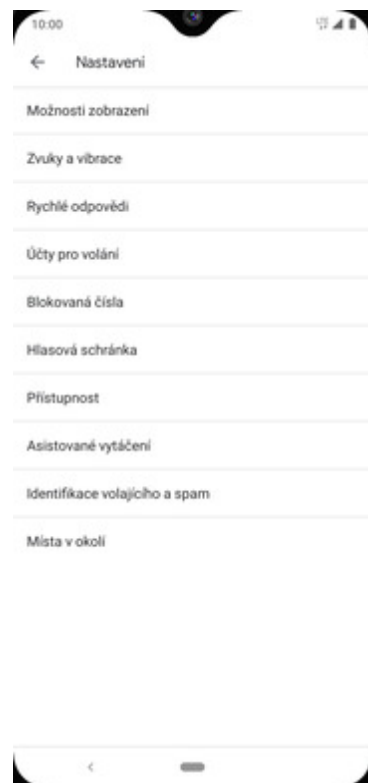 10:00
Nastavení
Možnosti zobrazení
Zvuky a vibrace
Rychlé odpovědi
Účty pro volání
Blokovaná čísla
Hlasová schránka
Přístupnost
Asistované vytáčení
Identifikace volajícího a spam
Místa v okolí